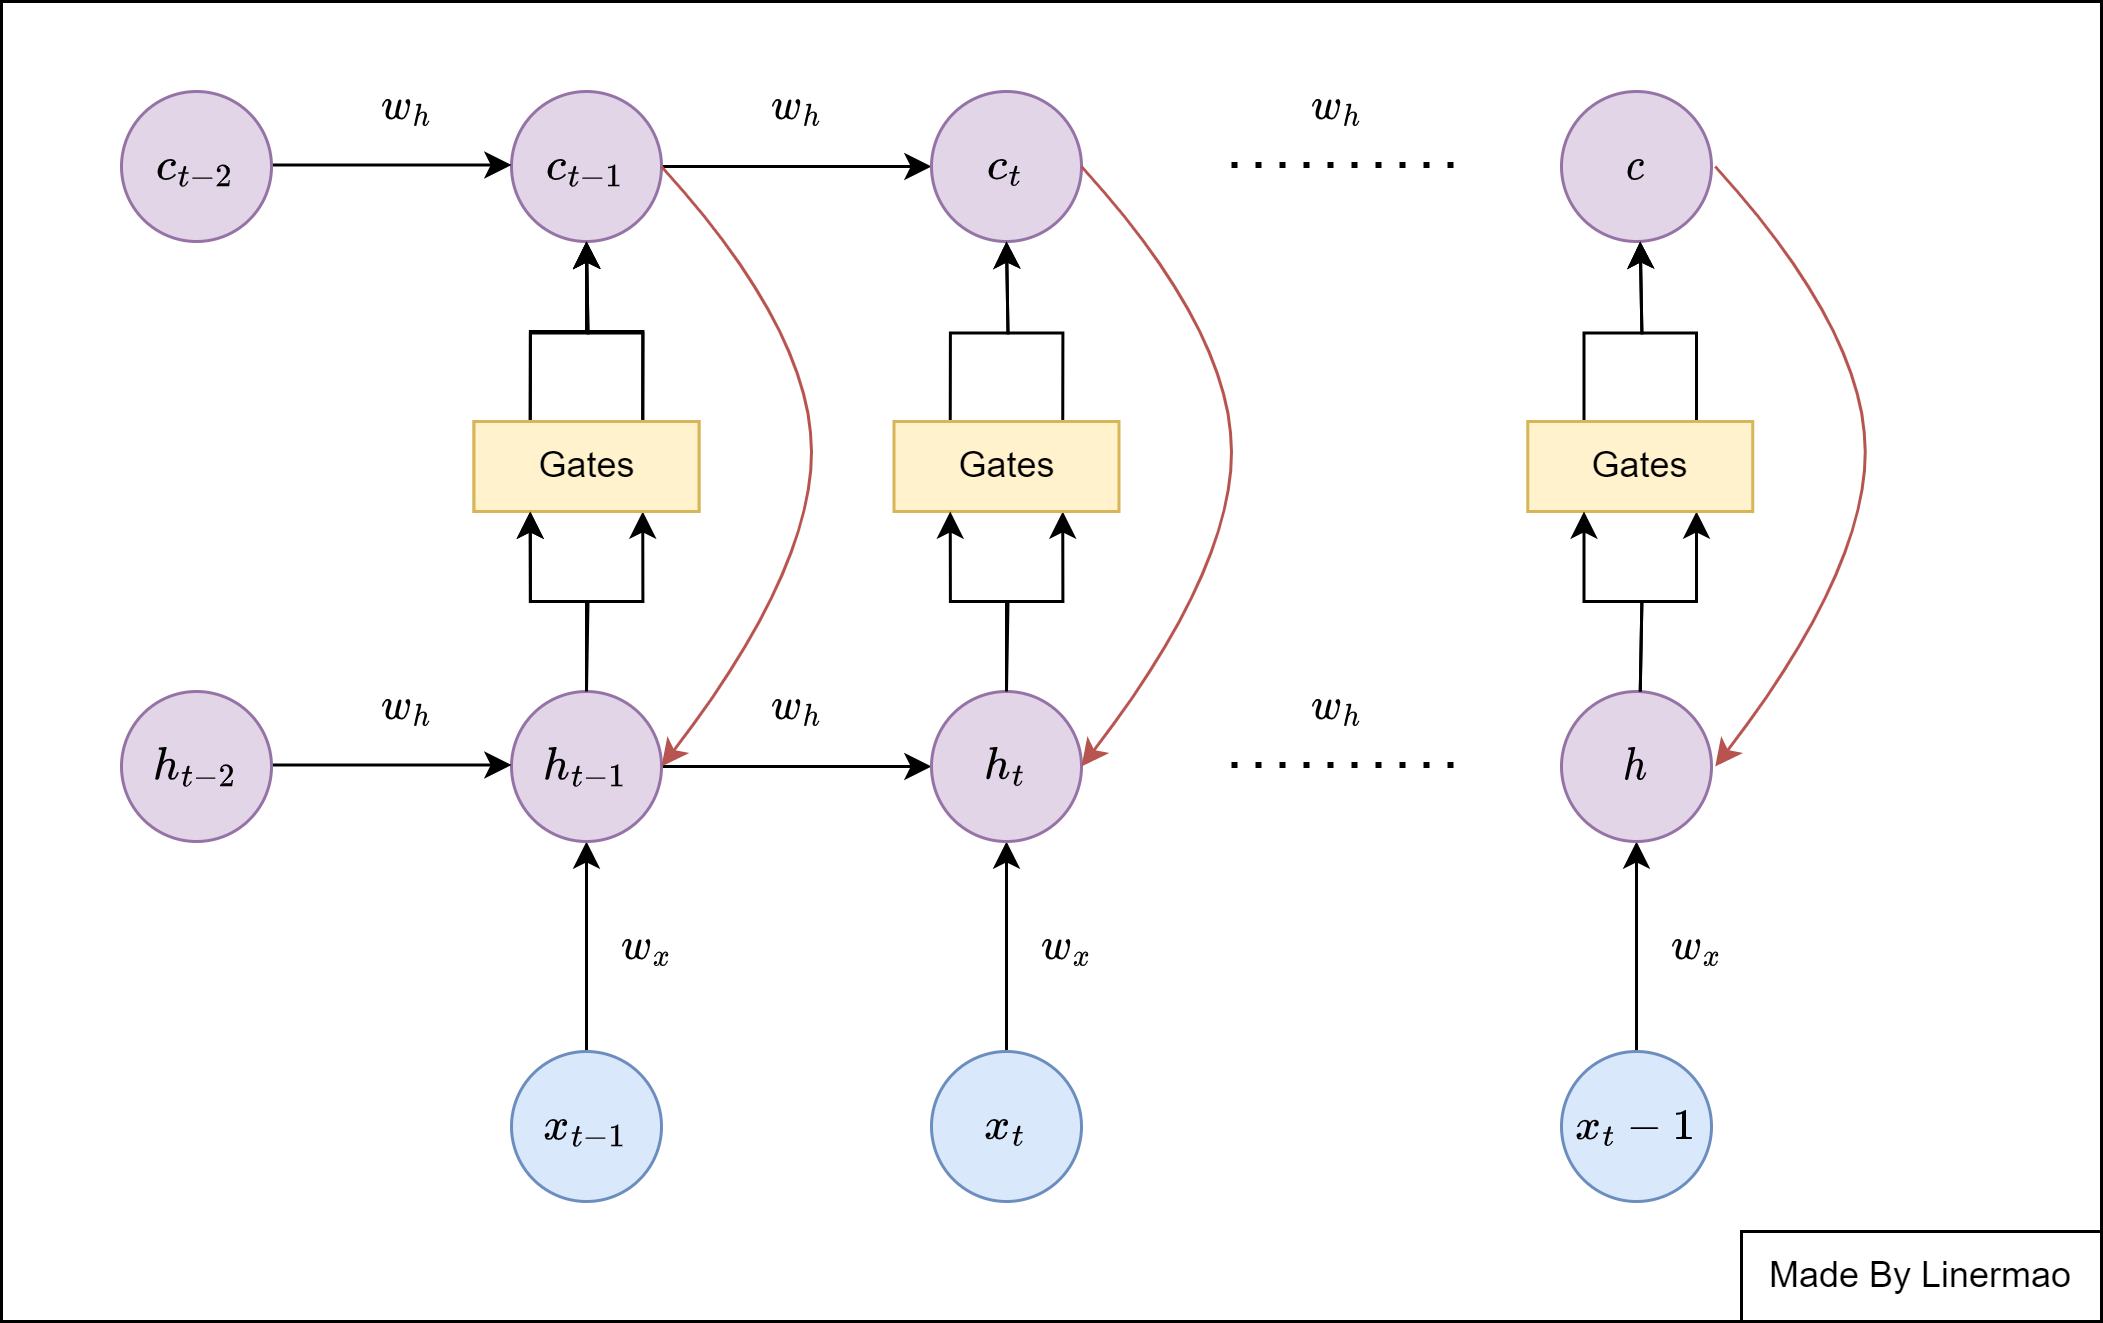 w_h w_h w_h
c_{t-2} c_{t-1} c_t .......... c
Gates Gates Gates
w_h w_h w_h
h_{t-2} h_{t-1} h_t .......... h
w_x w_x w_x
x_{t-1} x_t x_t - 1
Made By Linermao